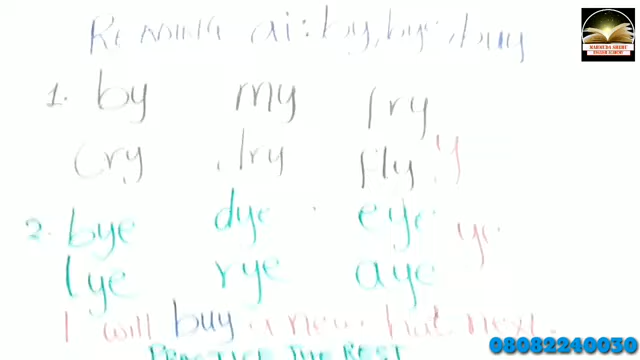 ai: by, bye, buy
1. by my fry
cry dry fly y
2. bye dye eye ye
lye rye aye
I will buy a new hat next.
PRACTICE THE REST
08082240030